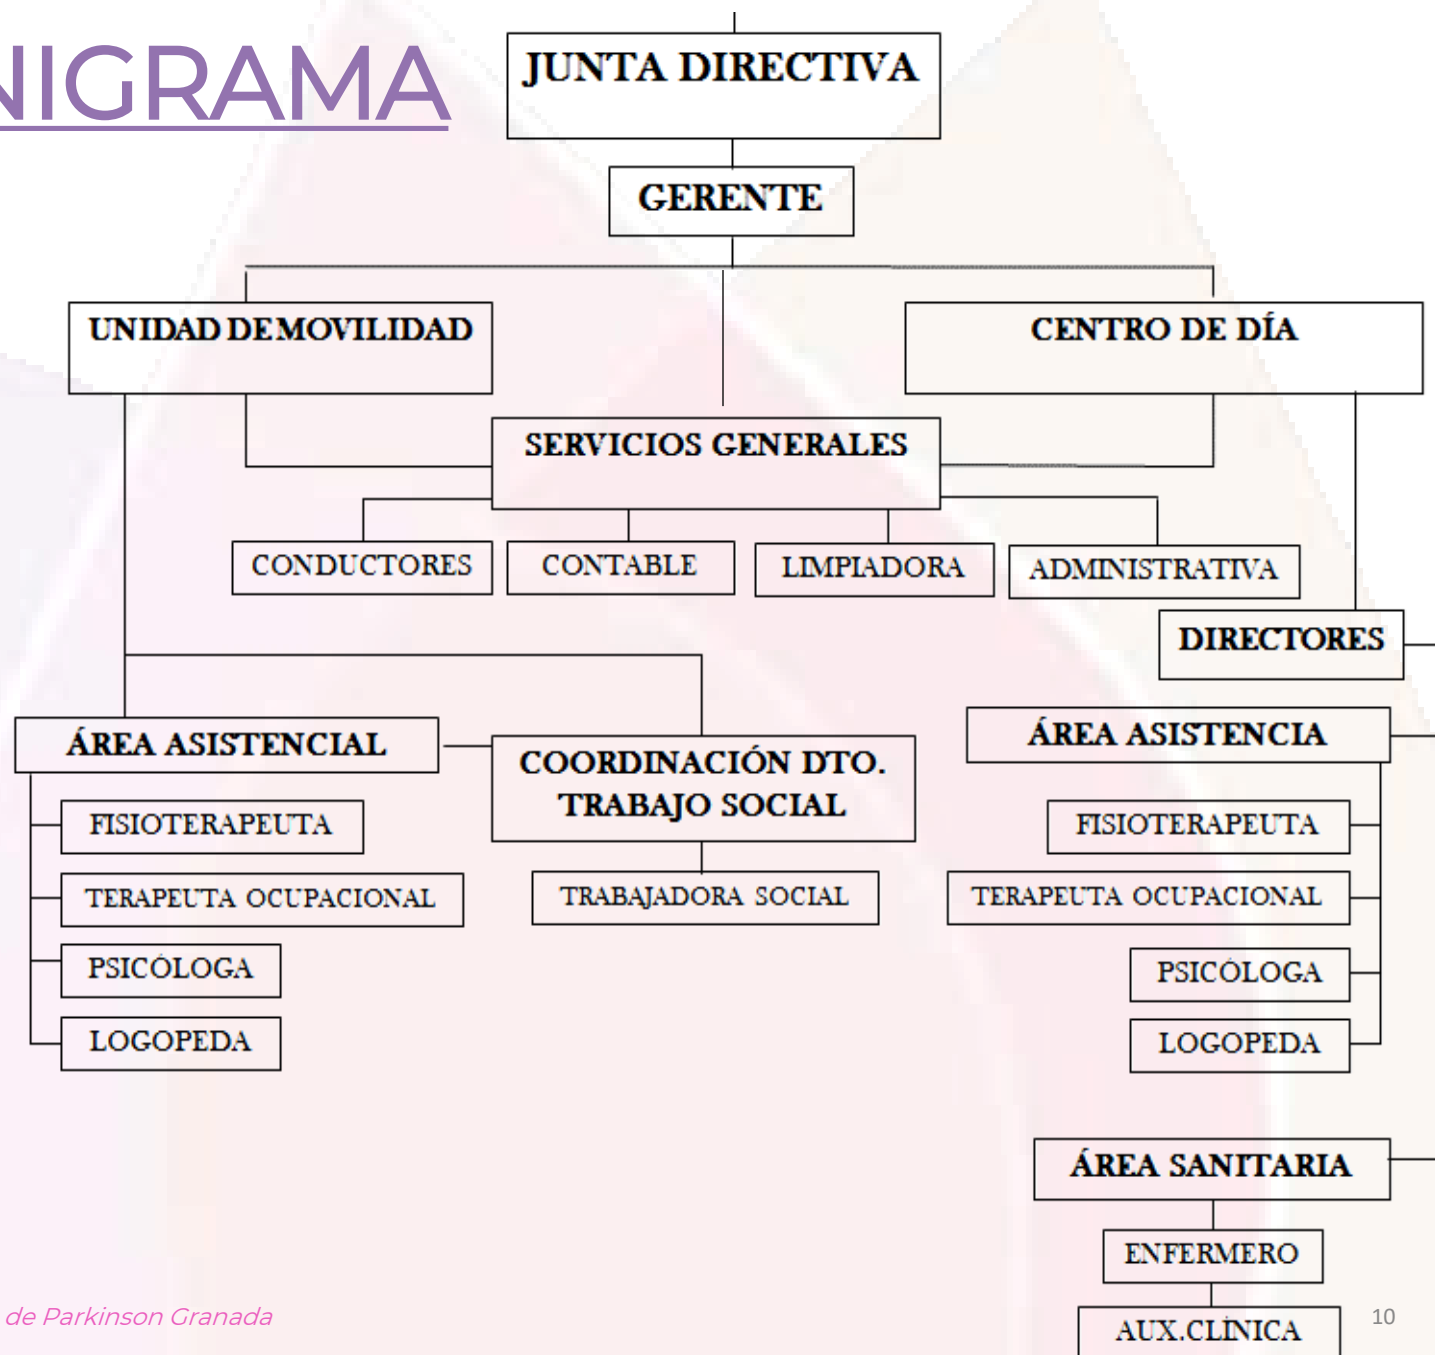 NIGRAMA
JUNTA DIRECTIVA
GERENTE
UNIDAD DE MOVILIDAD
CENTRO DE DÍA
SERVICIOS GENERALES
CONDUCTORES
CONTABLE
LIMPIADORA
ADMINISTRATIVA
DIRECTORES
ÁREA ASISTENCIAL
COORDINACIÓN DTO.
TRABAJO SOCIAL
ÁREA ASISTENCIA
FISIOTERAPEUTA
FISIOTERAPEUTA
TERAPEUTA OCUPACIONAL
TRABAJADORA SOCIAL
TERAPEUTA OCUPACIONAL
PSICÓLOGA
PSICÓLOGA
LOGOPEDA
LOGOPEDA
ÁREA SANITARIA
ENFERMERO
AUX.CLÍNICA
de Parkinson Granada
10